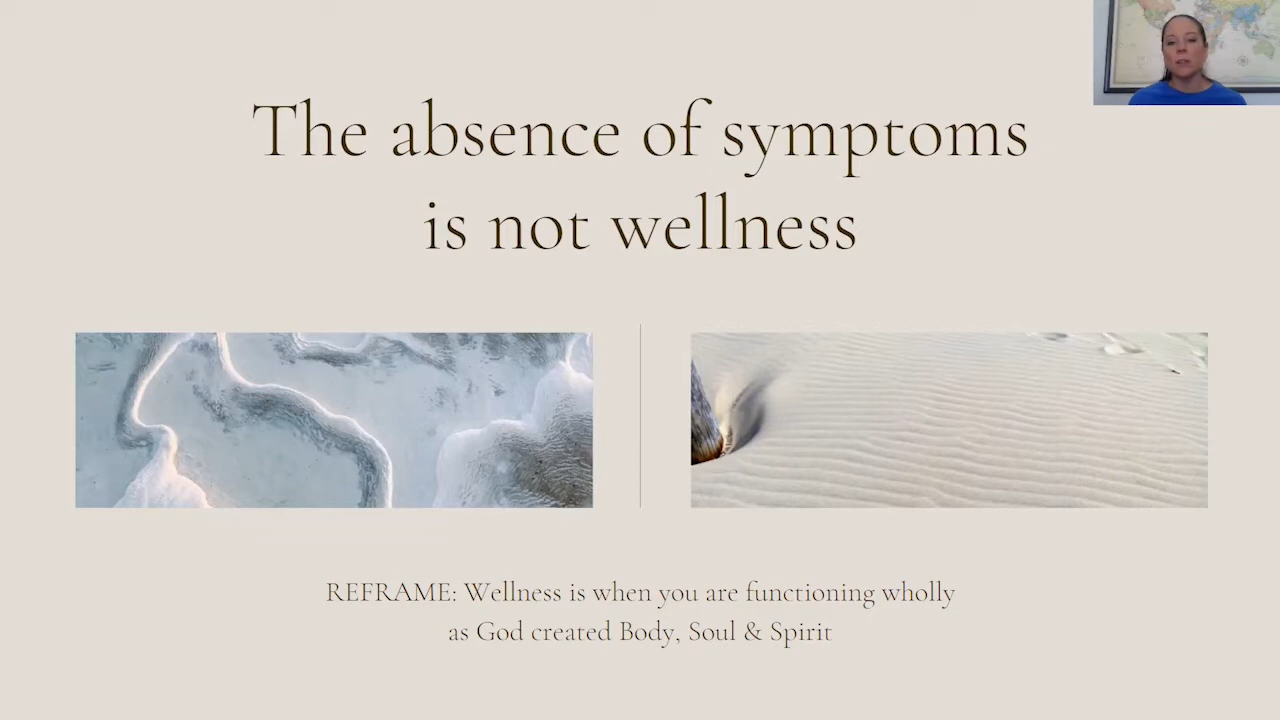 The absence of symptoms
is not wellness
REFRAME: Wellness is when you are functioning wholly
as God created Body, Soul & Spirit